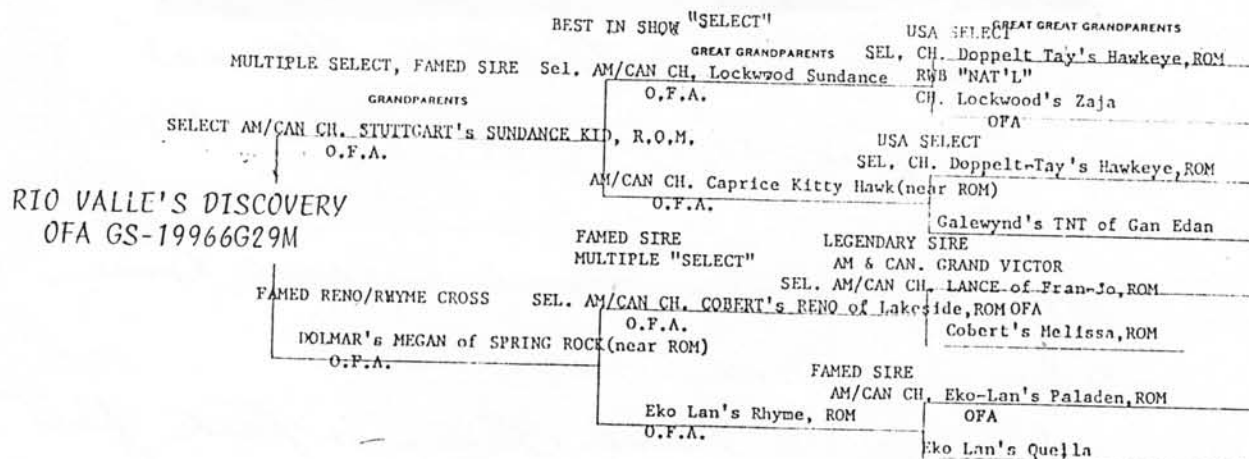 BEST IN SHOW "SELECT"
USA SELECT
GREAT GREAT GRANDPARENTS
GREAT GRANDPARENTS
SEL, CH. Doppelt Tay's Hawkeye,ROM
MULTIPLE SELECT, FAMED SIRE Sel. AM/CAN CH, Lockwood Sundance
RWB "NAT'L"
O.F.A.
CH. Lockwood's Zaja
OFA
GRANDPARENTS
SELECT AM/CAN CH. STUTTGART's SUNDANCE KID, R.O.M.
O.F.A.
USA SELECT
SEL, CH. Doppelt-Tay's Hawkeye,ROM
AM/CAN CH. Caprice Kitty Hawk(near ROM)
O.F.A.
Galewynd's TNT of Gan Edan
RIO VALLE'S DISCOVERY
OFA GS-19966G29M
FAMED SIRE
MULTIPLE "SELECT"
LEGENDARY SIRE
AM & CAN. GRAND VICTOR
SEL. AM/CAN CH. LANCE of Fran-Jo,ROM
FAMED RENO/RHYME CROSS
SEL. AM/CAN CH. COBERT's RENO of Lakeside,ROM OFA
O.F.A.
Cobert's Melissa,ROM
DOLMAR's MEGAN of SPRING ROCK(near ROM)
O.F.A.
FAMED SIRE
AM/CAN CH, Eko-Lan's Paladen,ROM
OFA
Eko Lan's Rhyme, ROM
O.F.A.
Eko Lan's Quella